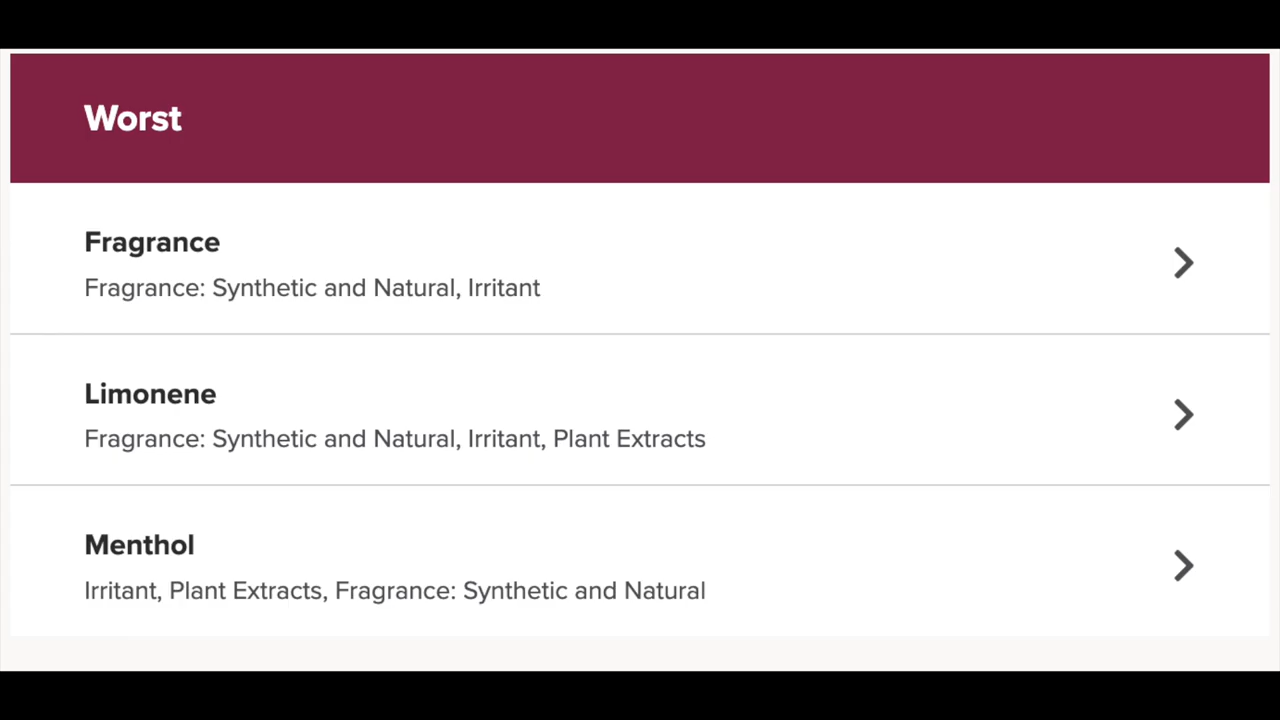 Worst
Fragrance
Fragrance: Synthetic and Natural, Irritant
Limonene
Fragrance: Synthetic and Natural, Irritant, Plant Extracts
Menthol
Irritant, Plant Extracts, Fragrance: Synthetic and Natural